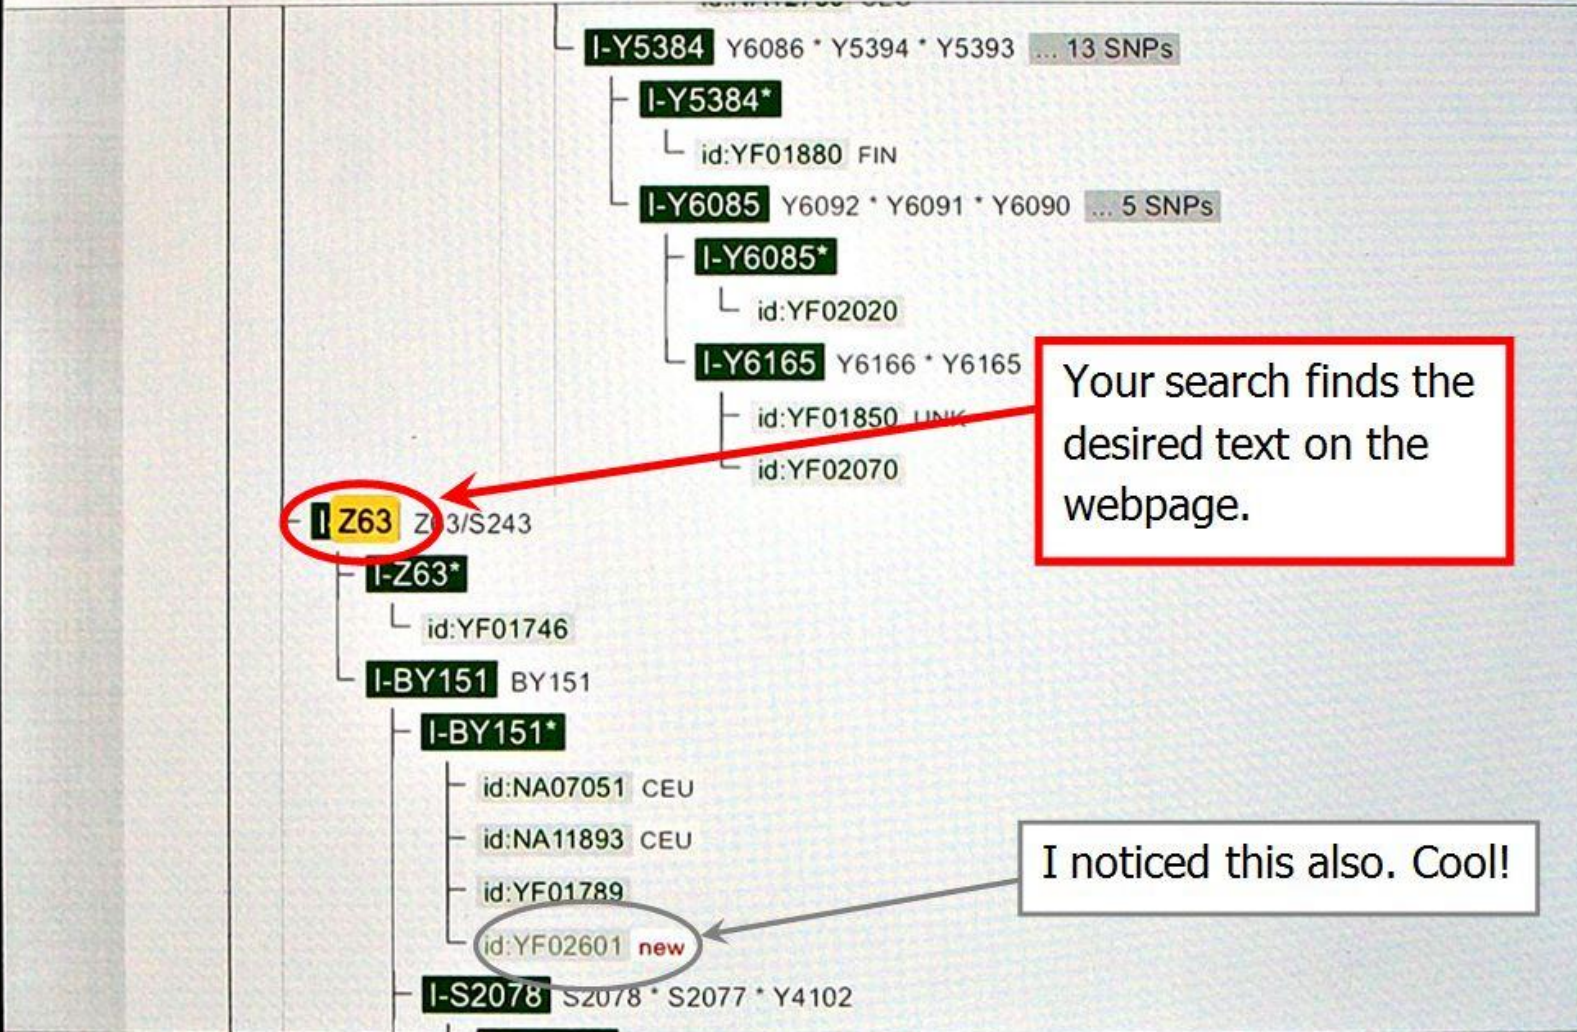 I-Y5384 Y6086 * Y5394 * Y5393 ... 13 SNPs
I-Y5384*
id:YF01880 FIN
I-Y6085 Y6092 * Y6091 * Y6090 ... 5 SNPs
I-Y6085*
id:YF02020
I-Y6165 Y6166 * Y6165
id:YF01850 UNK
id:YF02070
Your search finds the
desired text on the
webpage.
I-Z63 Z63/S243
I-Z63*
id:YF01746
I-BY151 BY151
I-BY151*
id:NA07051 CEU
id:NA11893 CEU
id:YF01789
id:YF02601 new
I noticed this also. Cool!
I-S2078 S2078 * S2077 * Y4102